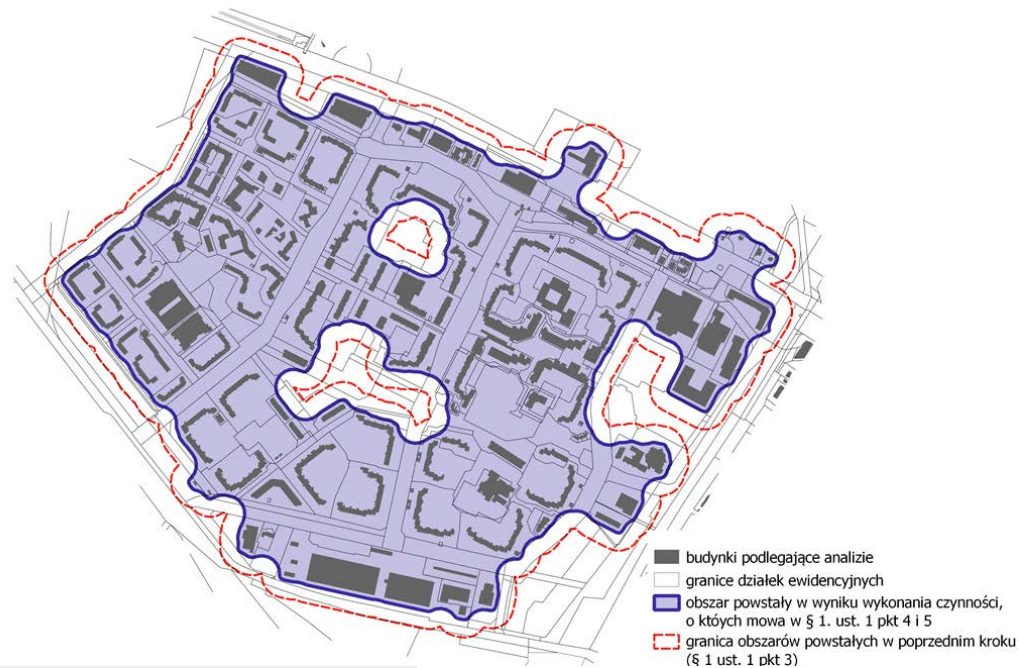 budynki podlegające analizie
granice działek ewidencyjnych
obszar powstały w wyniku wykonania czynności,
o których mowa w § 1. ust. 1 pkt 4 i 5
granica obszarów powstałych w poprzednim kroku
(§ 1 ust. 1 pkt 3)